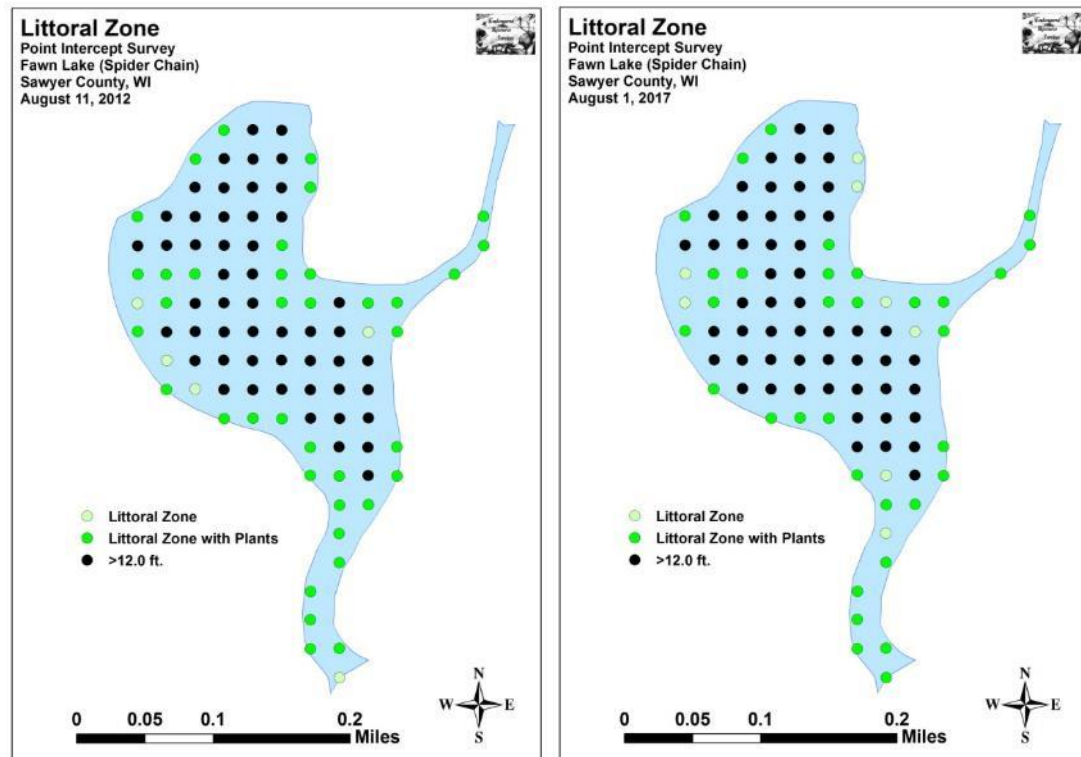 Littoral Zone
Point Intercept Survey
Fawn Lake (Spider Chain)
Sawyer County, WI
August 11, 2012
Littoral Zone
Littoral Zone with Plants
>12.0 ft.
N
W E
S
0 0.05 0.1 0.2
Miles
Littoral Zone
Point Intercept Survey
Fawn Lake (Spider Chain)
Sawyer County, WI
August 1, 2017
Littoral Zone
Littoral Zone with Plants
>12.0 ft.
N
W E
S
0 0.05 0.1 0.2
Miles